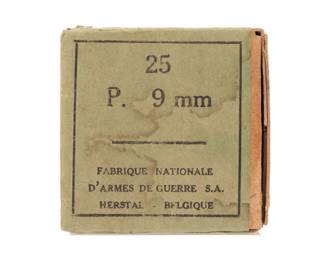 25
P. 9 mm
FABRIQUE NATIONALE
D'ARMES DE GUERRE S.A.
HERSTAL - BELGIQUE